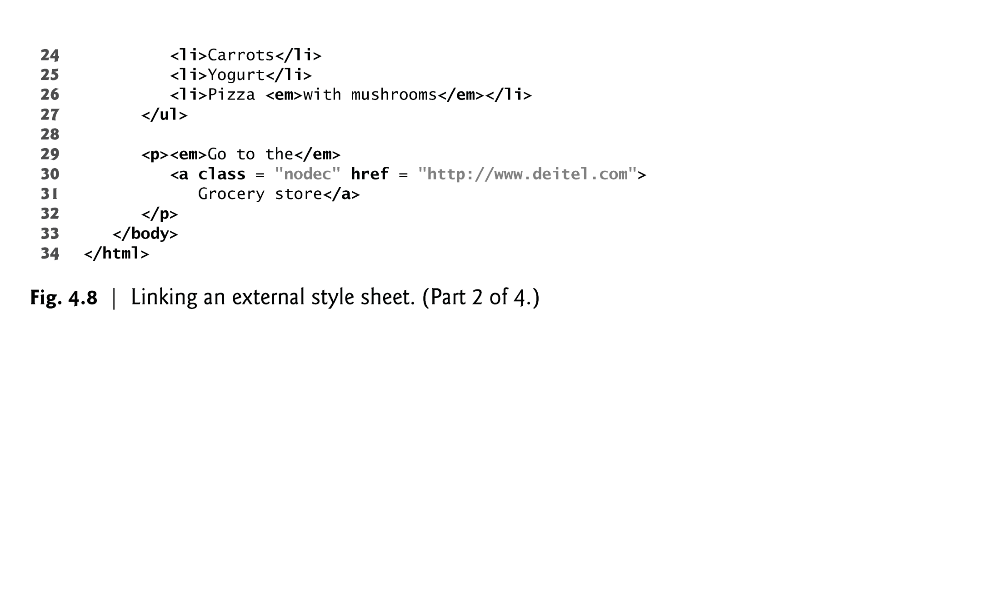 24            <li>Carrots</li>
25            <li>Yogurt</li>
26            <li>Pizza <em>with mushrooms</em></li>
27         </ul>
28
29         <p><em>Go to the</em>
30            <a class = "nodec" href = "http://www.deitel.com">
31               Grocery store</a>
32         </p>
33      </body>
34   </html>
Fig. 4.8 | Linking an external style sheet. (Part 2 of 4.)